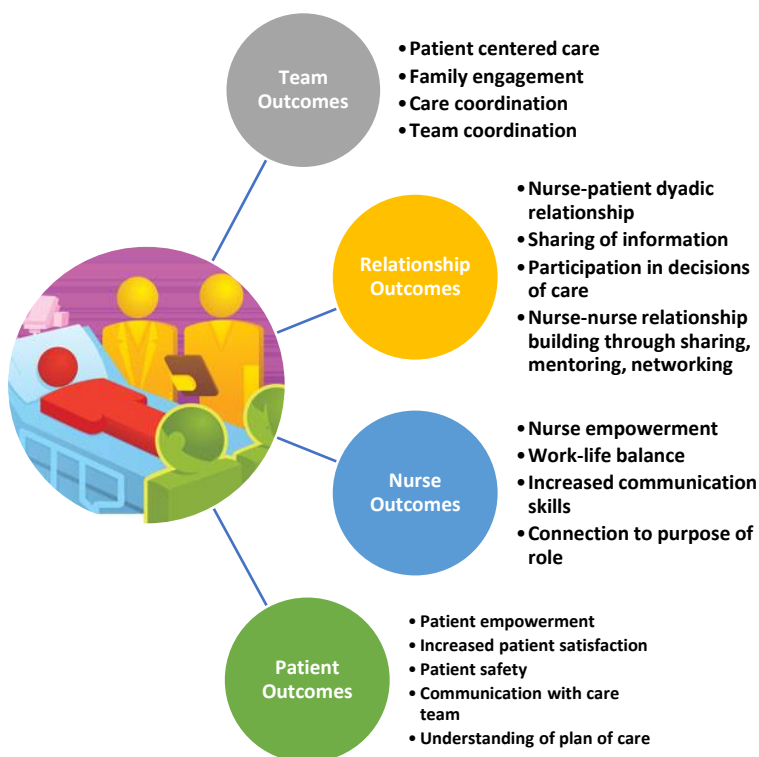 Team
Outcomes
• Patient centered care
• Family engagement
• Care coordination
• Team coordination
Relationship
Outcomes
• Nurse-patient dyadic
relationship
• Sharing of information
• Participation in decisions
of care
• Nurse-nurse relationship
building through sharing,
mentoring, networking
Nurse
Outcomes
• Nurse empowerment
• Work-life balance
• Increased communication
skills
• Connection to purpose of
role
Patient
Outcomes
• Patient empowerment
• Increased patient satisfaction
• Patient safety
• Communication with care
team
• Understanding of plan of care